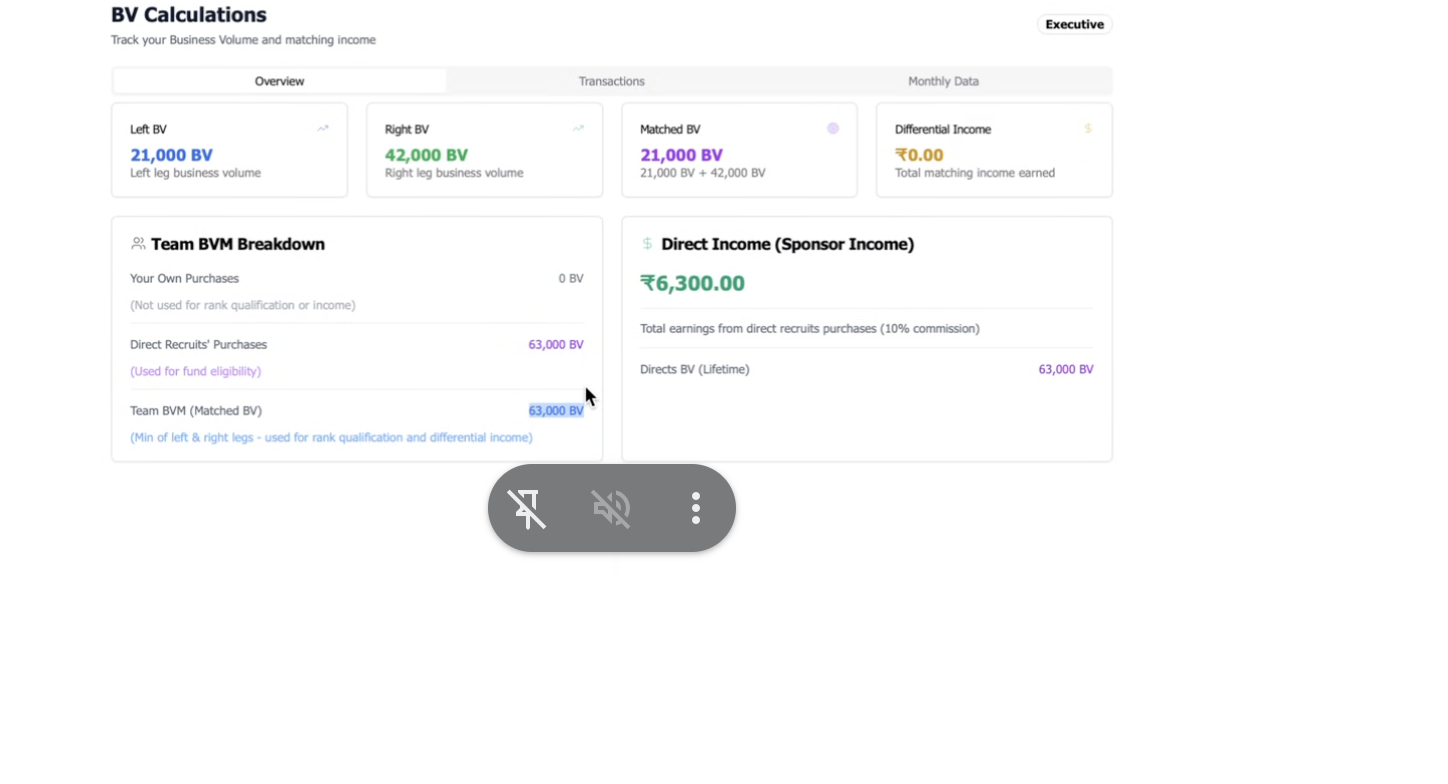 BV Calculations
Track your Business Volume and matching income
Executive
Overview
Transactions
Monthly Data
Left BV
21,000 BV
Left leg business volume
Right BV
42,000 BV
Right leg business volume
Matched BV
21,000 BV
21,000 BV + 42,000 BV
Differential Income
$
₹0.00
Total matching income earned
Team BVM Breakdown
Your Own Purchases
0 BV
(Not used for rank qualification or income)
Direct Recruits' Purchases
63,000 BV
(Used for fund eligibility)
Team BVM (Matched BV)
63,000 BV
(Min of left & right legs - used for rank qualification and differential income)
$ Direct Income (Sponsor Income)
₹6,300.00
Total earnings from direct recruits purchases (10% commission)
Directs BV (Lifetime)
63,000 BV